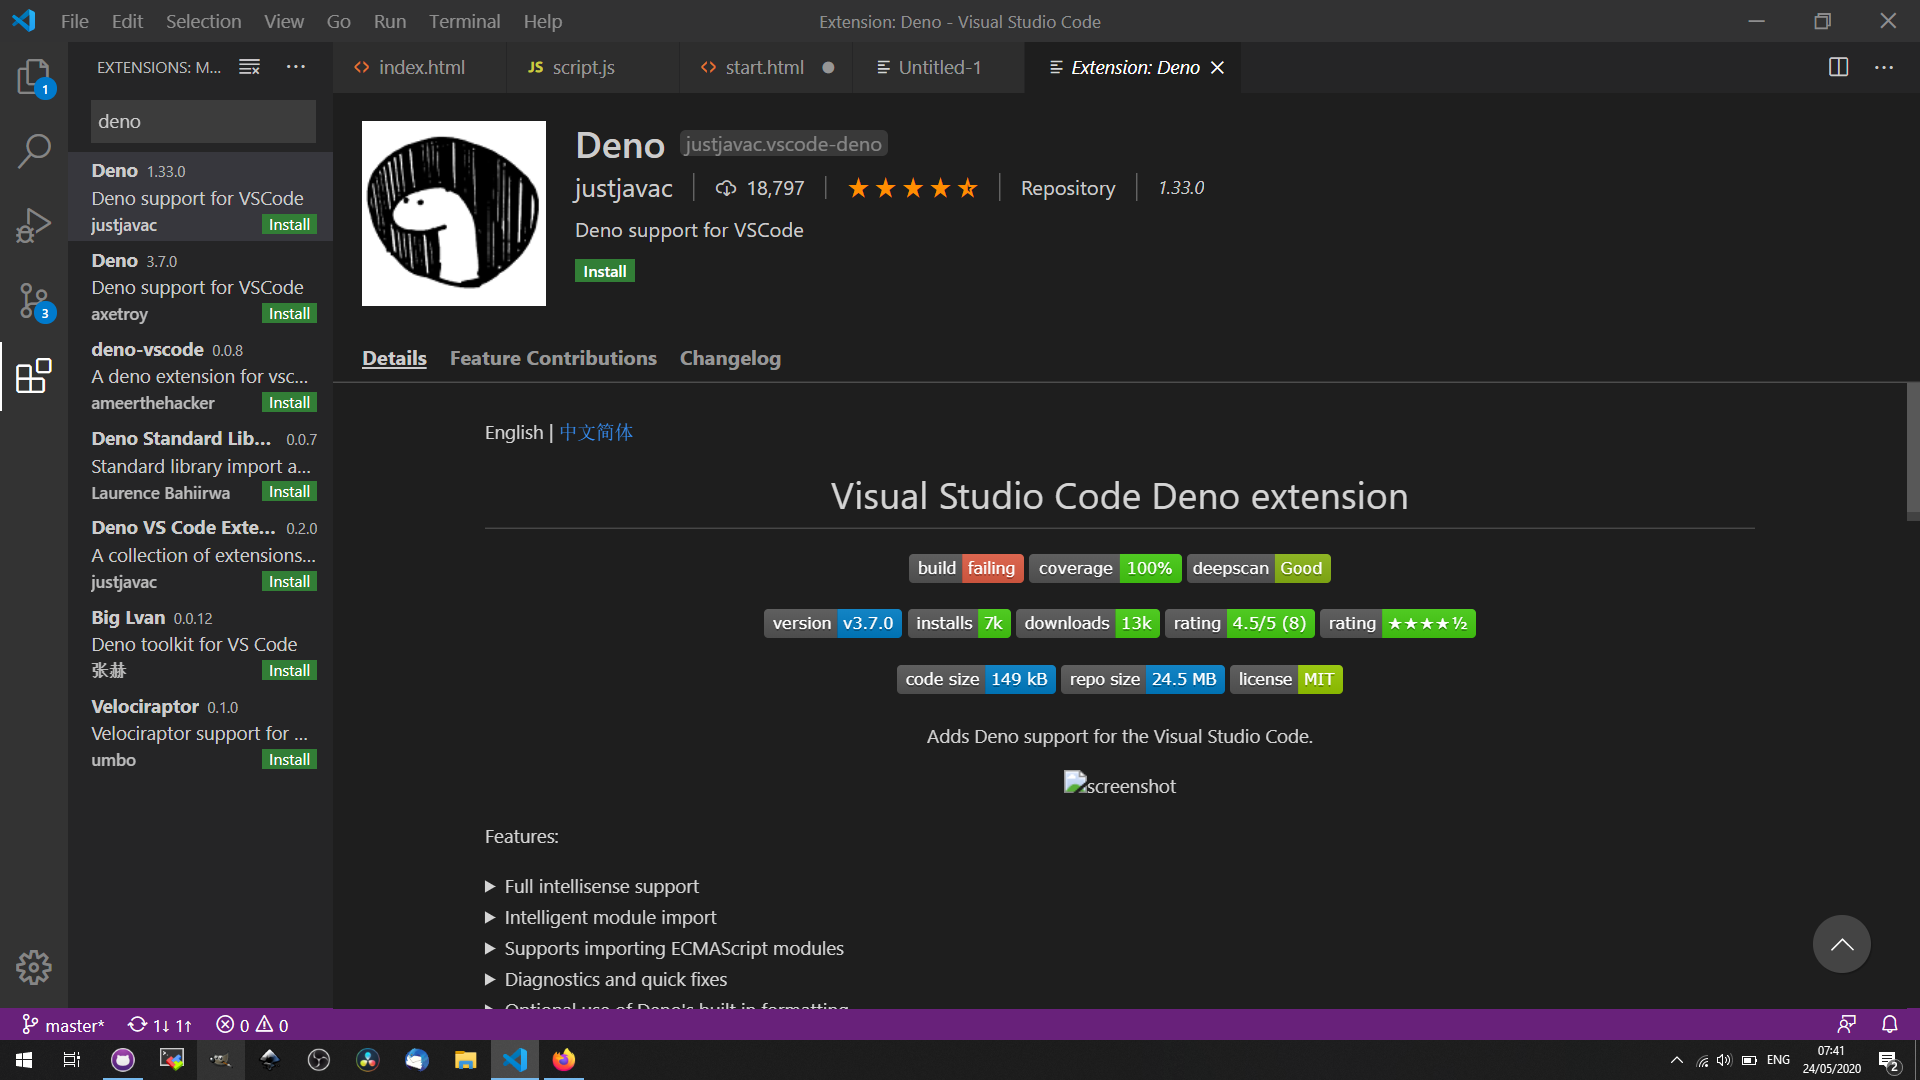 File Edit Selection View Go Run Terminal Help
Extension: Deno - Visual Studio Code
EXTENSIONS: M...
index.html
JS script.js
start.html
Untitled-1
Extension: Deno
1
3
deno
Deno 1.33.0
Deno support for VSCode
justjavac Install
Deno 3.7.0
Deno support for VSCode
axetroy Install
deno-vscode 0.0.8
A deno extension for vsc...
ameerthehacker Install
Deno Standard Lib... 0.0.7
Standard library import a...
Laurence Bahiirwa Install
Deno VS Code Exte... 0.2.0
A collection of extensions...
justjavac Install
Big Lvan 0.0.12
Deno toolkit for VS Code
张赫 Install
Velociraptor 0.1.0
Velociraptor support for ...
umbo Install
Deno justjavac.vscode-deno
justjavac 18,797 Repository 1.33.0
Deno support for VSCode
Install
Details Feature Contributions Changelog
English | 中文简体
Visual Studio Code Deno extension
build failing coverage 100% deepscan Good
version v3.7.0 installs 7k downloads 13k rating 4.5/5 (8) rating ★★★★½
code size 149 kB repo size 24.5 MB license MIT
Adds Deno support for the Visual Studio Code.
screenshot
Features:
Full intellisense support
Intelligent module import
Supports importing ECMAScript modules
Diagnostics and quick fixes
Optional use of Deno's built in formatting
master* 1↓ 1↑ 0 0
ENG
07:41
24/05/2020
2